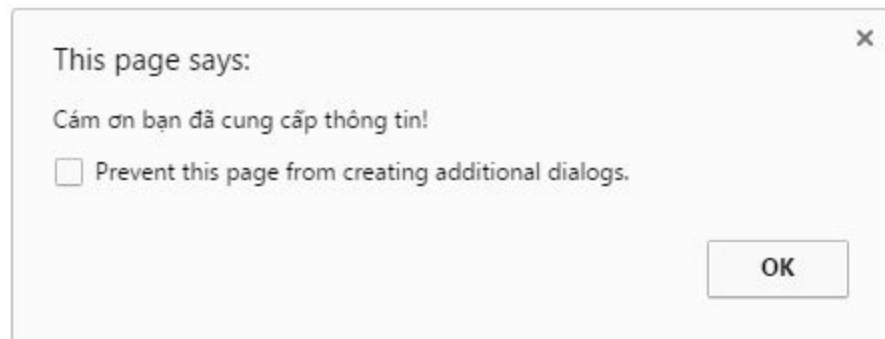 This page says:
Cám ơn bạn đã cung cấp thông tin!
Prevent this page from creating additional dialogs.
OK